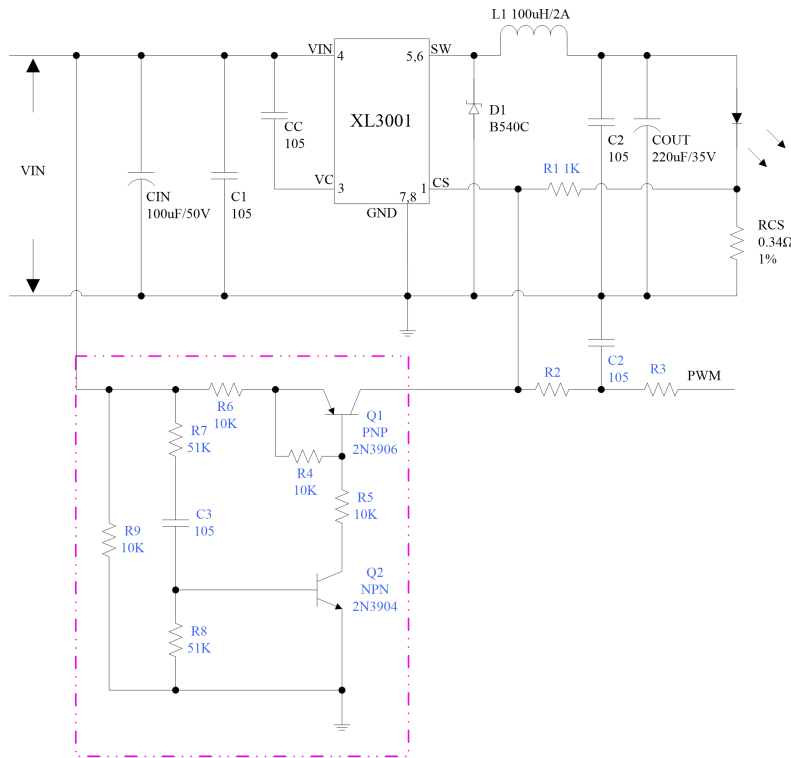 L1 100uH/2A
VIN
4
5,6
SW
XL3001
CC
105
D1
B540C
C2
105
COUT
220uF/35V
VIN
VC
3
7,8
1
CS
GND
R1 1K
CIN
100uF/50V
C1
105
RCS
0.34Ω
1%
C2
105
R2
R3
PWM
R6
10K
Q1
PNP
2N3906
R7
51K
R4
10K
R5
10K
C3
105
R9
10K
Q2
NPN
2N3904
R8
51K